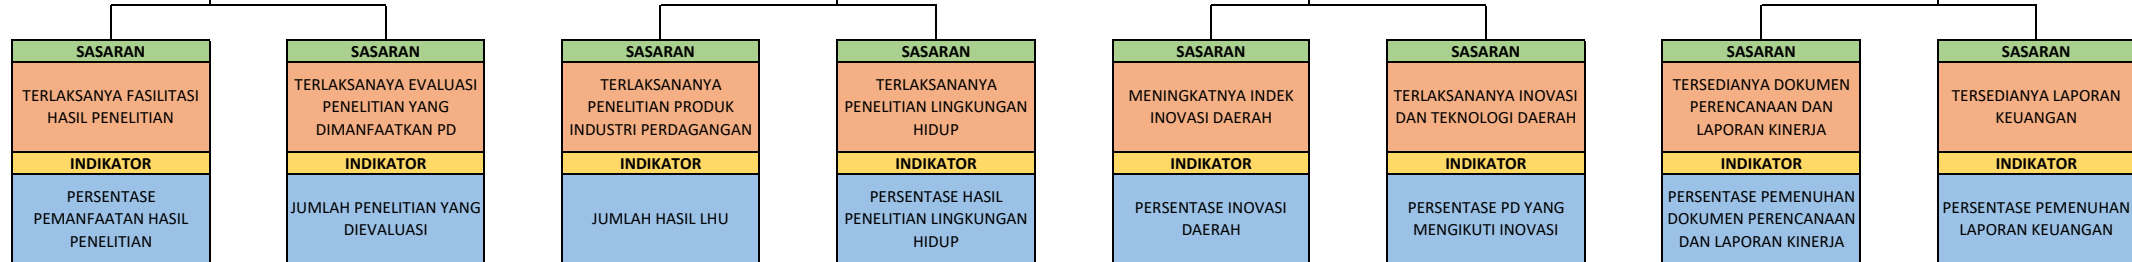 SASARAN
TERLAKSANYA FASILITASI
HASIL PENELITIAN
INDIKATOR
PERSENTASE
PEMANFAATAN HASIL
PENELITIAN
SASARAN
TERLAKSANAYA EVALUASI
PENELITIAN YANG
DIMANFAATKAN PD
INDIKATOR
JUMLAH PENELITIAN YANG
DIEVALUASI
SASARAN
TERLAKSANANYA
PENELITIAN PRODUK
INDUSTRI PERDAGANGAN
INDIKATOR
JUMLAH HASIL LHU
SASARAN
TERLAKSANANYA
PENELITIAN LINGKUNGAN
HIDUP
INDIKATOR
PERSENTASE HASIL
PENELITIAN LINGKUNGAN
HIDUP
SASARAN
MENINGKATNYA INDEK
INOVASI DAERAH
INDIKATOR
PERSENTASE INOVASI
DAERAH
SASARAN
TERLAKSANANYA INOVASI
DAN TEKNOLOGI DAERAH
INDIKATOR
PERSENTASE PD YANG
MENGIKUTI INOVASI
SASARAN
TERSEDIANYA DOKUMEN
PERENCANAAN DAN
LAPORAN KINERJA
INDIKATOR
PERSENTASE PEMENUHAN
DOKUMEN PERENCANAAN
DAN LAPORAN KINERJA
SASARAN
TERSEDIANYA LAPORAN
KEUANGAN
INDIKATOR
PERSENTASE PEMENUHAN
LAPORAN KEUANGAN